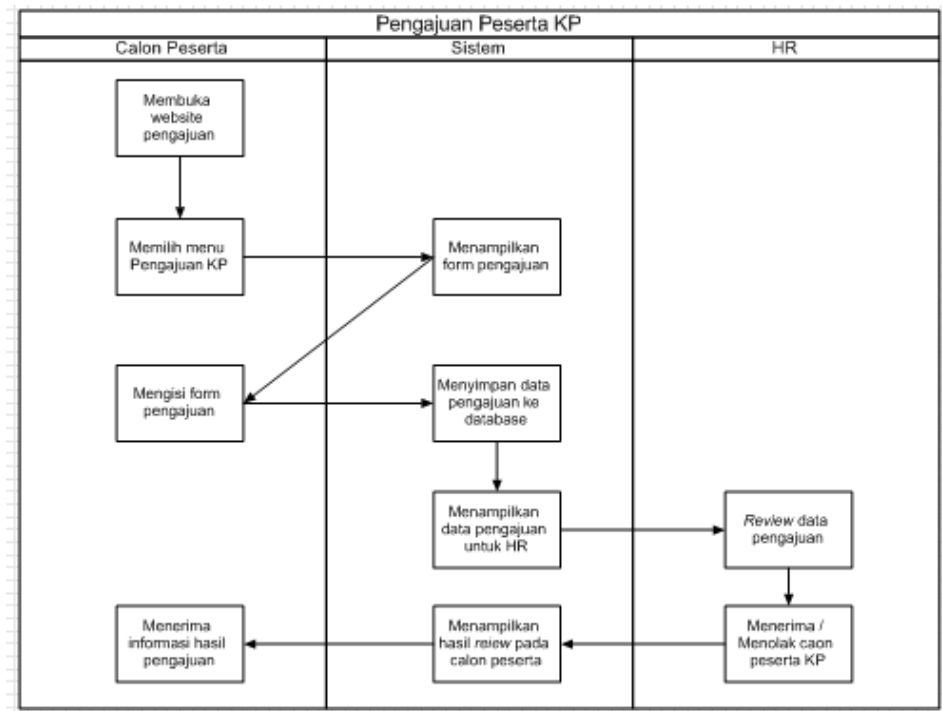 Pengajuan Peserta KP
Calon Peserta
Sistem
HR
Membuka
website
pengajuan
Memilih menu
Pengajuan KP
Menampilkan
form pengajuan
Mengisi form
pengajuan
Menyimpan data
pengajuan ke
database
Menampilkan
data pengajuan
untuk HR
Review data
pengajuan
Menerima
informasi hasil
pengajuan
Menampilkan
hasil reiew pada
calon peserta
Menerima /
Menolak caon
peserta KP